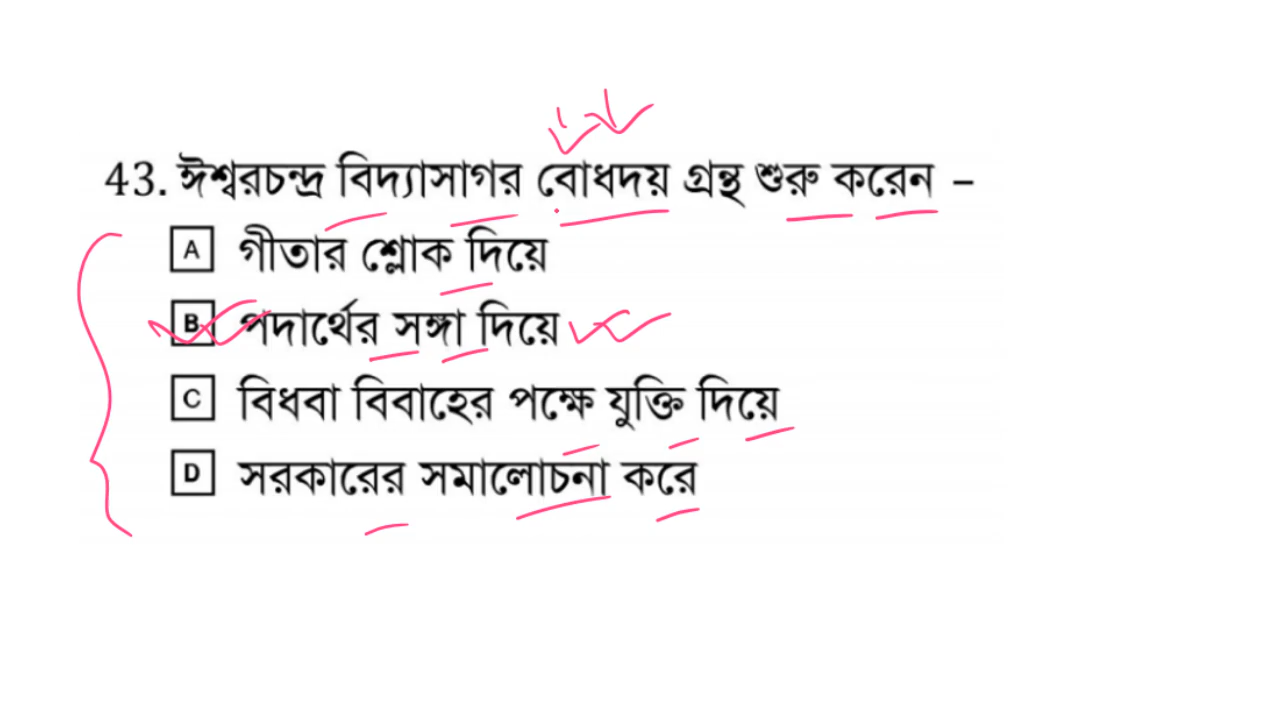 43. ঈশ্বরচন্দ্র বিদ্যাসাগর বোধদয় গ্রন্থ শুরু করেন –
A গীতার শ্লোক দিয়ে
B পদার্থের সঙ্গা দিয়ে
C বিধবা বিবাহের পক্ষে যুক্তি দিয়ে
D সরকারের সমালোচনা করে